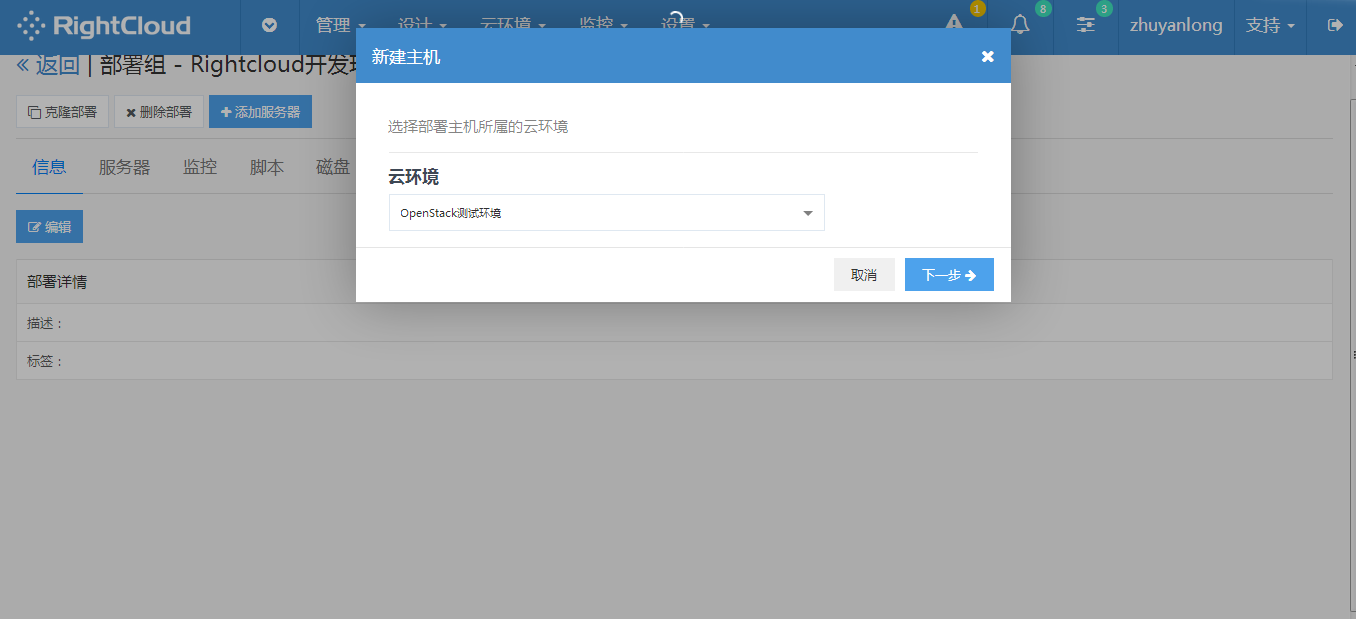 RightCloud 管理 设计 云环境 监控 设置 1 8 3 zhuyanlong 支持
« 返回 | 部署组 - Rightcloud开发环
克隆部署 删除部署 添加服务器
信息 服务器 监控 脚本 磁盘
编辑
部署详情
描述：
标签：
新建主机
选择部署主机所属的云环境
云环境
OpenStack测试环境
取消 下一步